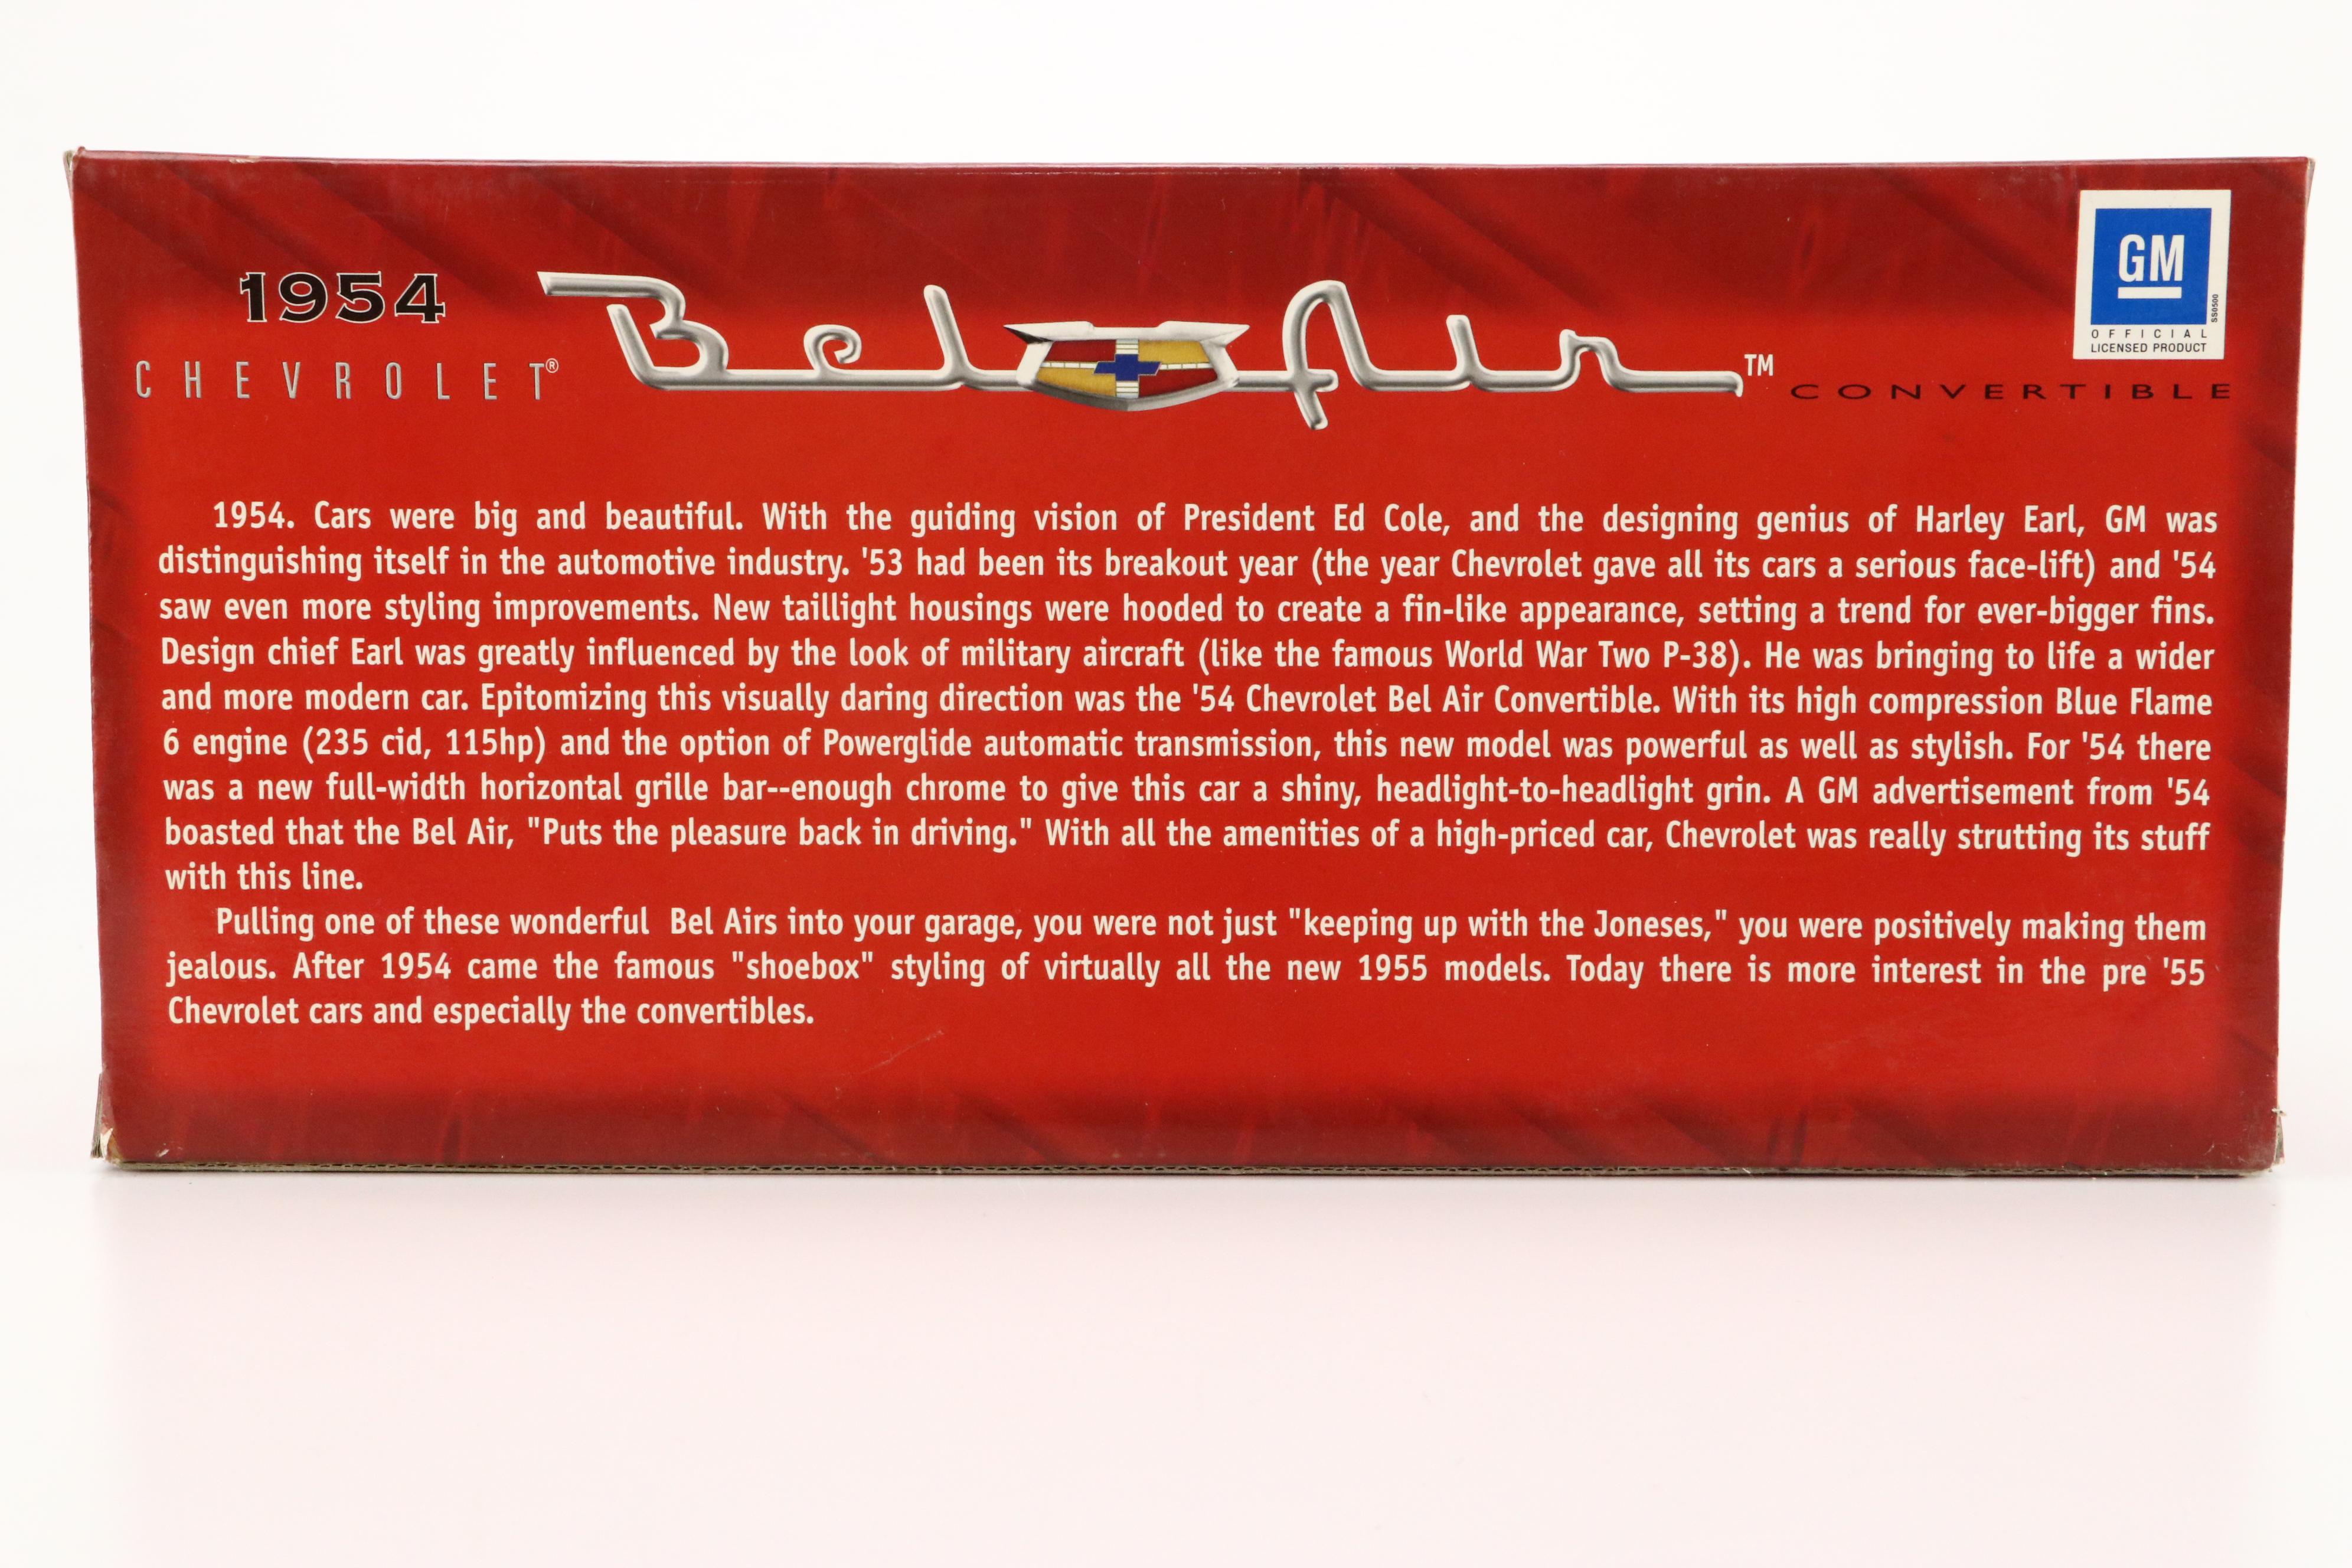 1954
CHEVROLET®
Bel Air™
CONVERTIBLE
GM
OFFICIAL
LICENSED PRODUCT
SS0500
1954. Cars were big and beautiful. With the guiding vision of President Ed Cole, and the designing genius of Harley Earl, GM was
distinguishing itself in the automotive industry. '53 had been its breakout year (the year Chevrolet gave all its cars a serious face-lift) and '54
saw even more styling improvements. New taillight housings were hooded to create a fin-like appearance, setting a trend for ever-bigger fins.
Design chief Earl was greatly influenced by the look of military aircraft (like the famous World War Two P-38). He was bringing to life a wider
and more modern car. Epitomizing this visually daring direction was the '54 Chevrolet Bel Air Convertible. With its high compression Blue Flame
6 engine (235 cid, 115hp) and the option of Powerglide automatic transmission, this new model was powerful as well as stylish. For '54 there
was a new full-width horizontal grille bar--enough chrome to give this car a shiny, headlight-to-headlight grin. A GM advertisement from '54
boasted that the Bel Air, "Puts the pleasure back in driving." With all the amenities of a high-priced car, Chevrolet was really strutting its stuff
with this line.
Pulling one of these wonderful Bel Airs into your garage, you were not just "keeping up with the Joneses," you were positively making them
jealous. After 1954 came the famous "shoebox" styling of virtually all the new 1955 models. Today there is more interest in the pre '55
Chevrolet cars and especially the convertibles.